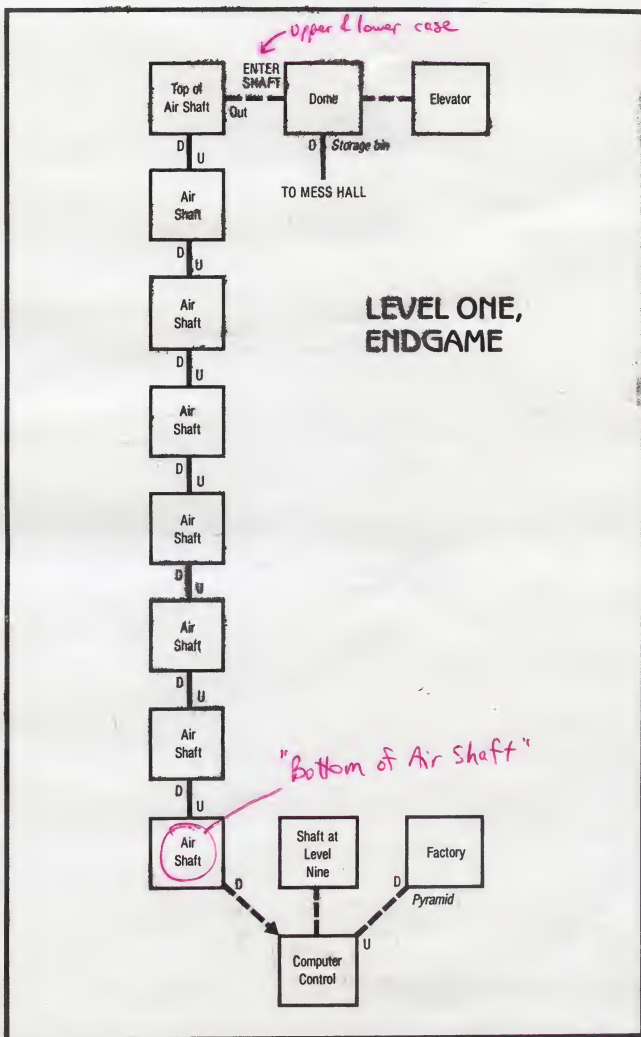 upper & lower case
ENTER
SHAFT
Top of
Air Shaft
Out
Dome
Elevator
D
U
D
Storage bin
TO MESS HALL
Air
Shaft
D
U
LEVEL ONE,
ENDGAME
Air
Shaft
D
U
Air
Shaft
D
U
Air
Shaft
D
U
Air
Shaft
D
U
Air
Shaft
D
U
"Bottom of Air Shaft"
Air
Shaft
D
Shaft at
Level
Nine
Factory
D
Pyramid
U
Computer
Control